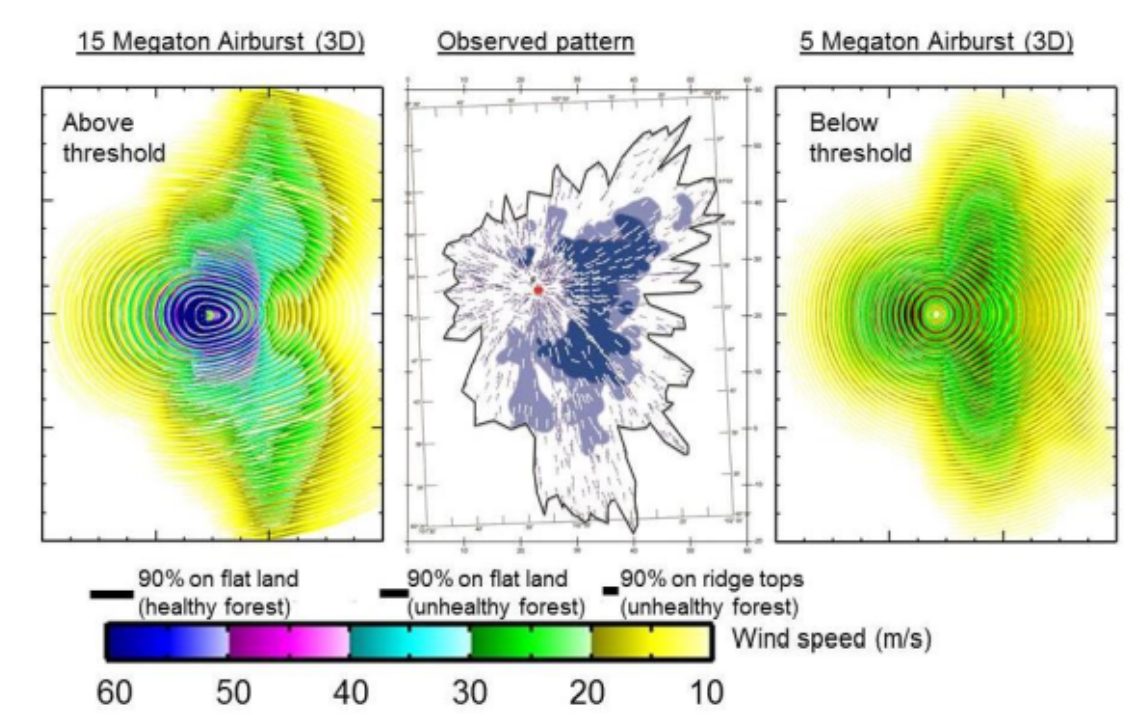 15 Megaton Airburst (3D)
Observed pattern
5 Megaton Airburst (3D)
Above
threshold
Below
threshold
90% on flat land
(healthy forest)
90% on flat land
(unhealthy forest)
90% on ridge tops
(unhealthy forest)
Wind speed (m/s)
60 50 40 30 20 10